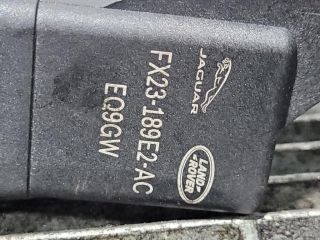 JAGUAR
LAND
ROVER
FX23-189E2-AC
EQ9GW